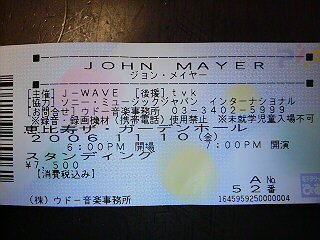 JOHN MAYER
ジョン・メイヤー
[主催] J-WAVE [後援] tvk
[協力] ソニー・ミュージックジャパン インターナショナル
[お問合せ] ウドー音楽事務所 03-3402-5999
※録音・録画機材(携帯電話)使用禁止 ※未就学児童入場不可
恵比寿ザ・ガーデンホール
2006 11.10(金)
6:00PM 開場 7:00PM 開演
スタンディング
¥7,500
[消費税込み]
A No
52番
(株)ウドー音楽事務所
1645959250000004